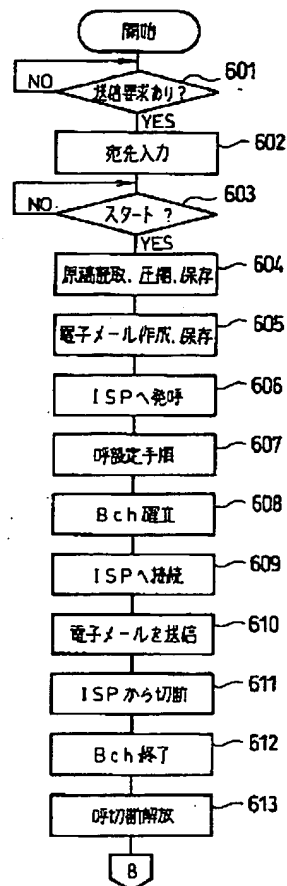 開始
601
送信要求あり?
NO
YES
602
宛先入力
603
スタート ?
NO
YES
604
原稿読取、圧縮、保存
605
電子メール作成、保存
606
ISPへ発呼
607
呼設定手順
608
Bch確立
609
ISPへ接続
610
電子メールを送信
611
ISPから切断
612
Bch終了
613
呼切断解放
B